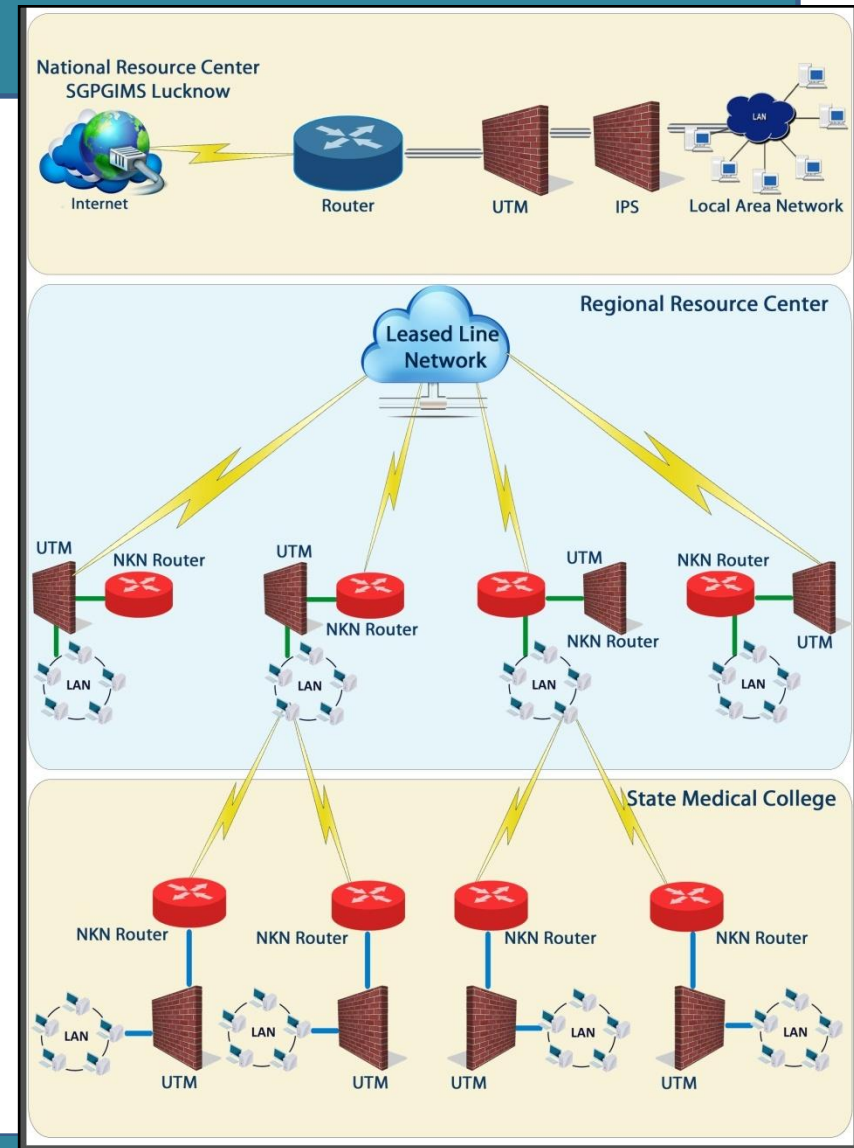 National Resource Center
SGPGIMS Lucknow
Internet
Router
UTM
IPS
LAN
Local Area Network
Regional Resource Center
Leased Line
Network
UTM
NKN Router
LAN
UTM
NKN Router
LAN
UTM
NKN Router
LAN
NKN Router
UTM
LAN
State Medical College
NKN Router
NKN Router
NKN Router
NKN Router
LAN
UTM
LAN
UTM
UTM
LAN
UTM
LAN